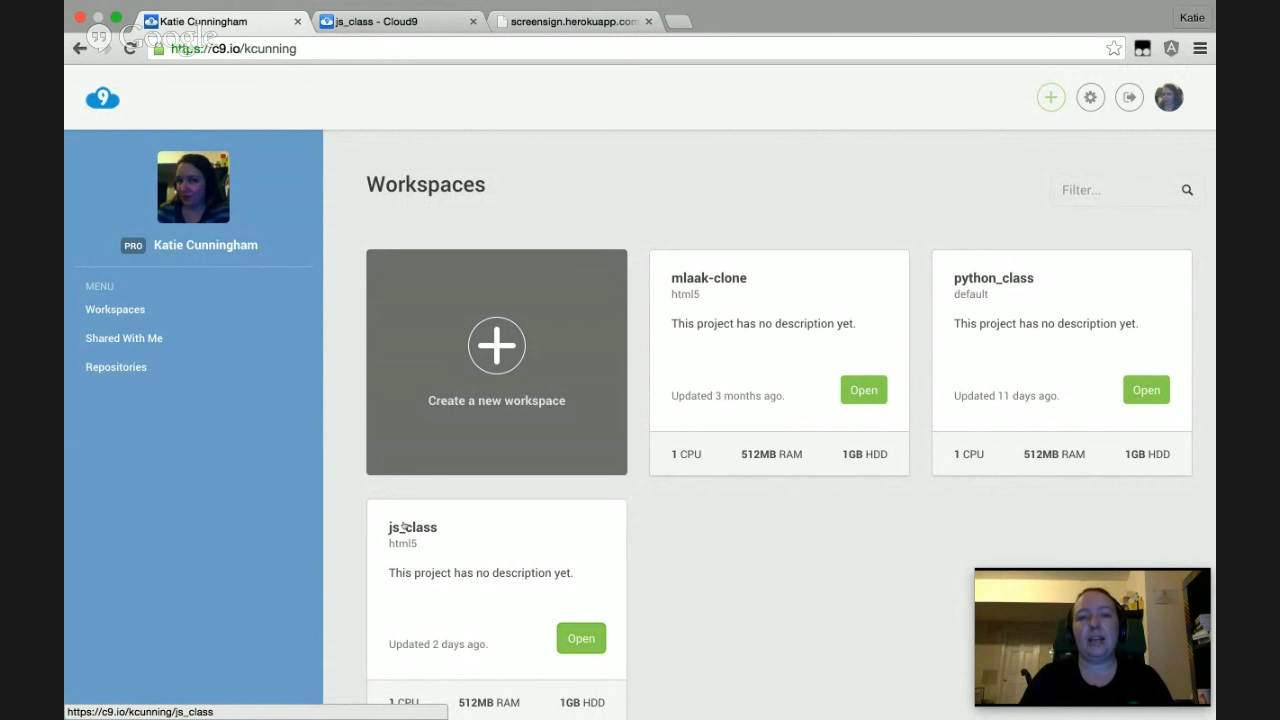 Katie Cunningham
js_class - Cloud9
screensign.herokuapp.com
Katie
Google
https://c9.io/kcunning
9
PRO Katie Cunningham
MENU
Workspaces
Shared With Me
Repositories
Workspaces
Filter...
Create a new workspace
mlaak-clone
html5
This project has no description yet.
Updated 3 months ago.
Open
1 CPU 512MB RAM 1GB HDD
python_class
default
This project has no description yet.
Updated 11 days ago.
Open
1 CPU 512MB RAM 1GB HDD
js_class
html5
This project has no description yet.
Updated 2 days ago.
Open
1 CPU 512MB RAM 1GB HDD
https://c9.io/kcunning/js_class